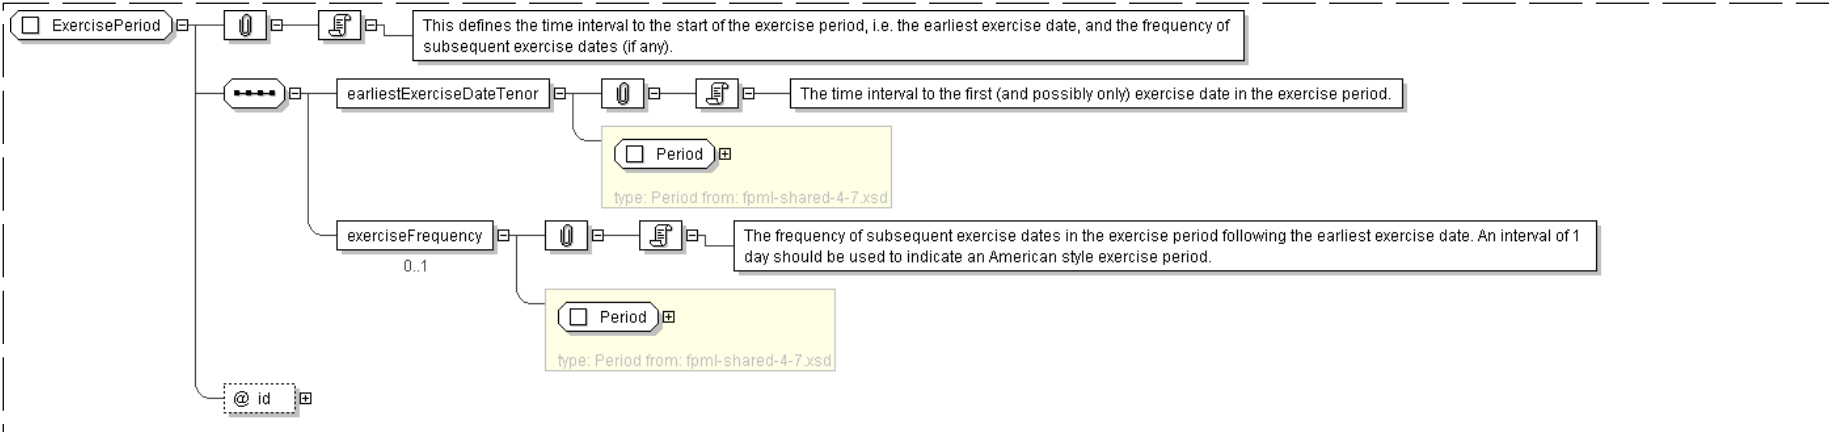 ExercisePeriod
This defines the time interval to the start of the exercise period, i.e. the earliest exercise date, and the frequency of
subsequent exercise dates (if any).
earliestExerciseDateTenor
The time interval to the first (and possibly only) exercise date in the exercise period.
Period
type: Period from: fpml-shared-4-7.xsd
exerciseFrequency
0..1
The frequency of subsequent exercise dates in the exercise period following the earliest exercise date. An interval of 1
day should be used to indicate an American style exercise period.
Period
type: Period from: fpml-shared-4-7.xsd
@ id